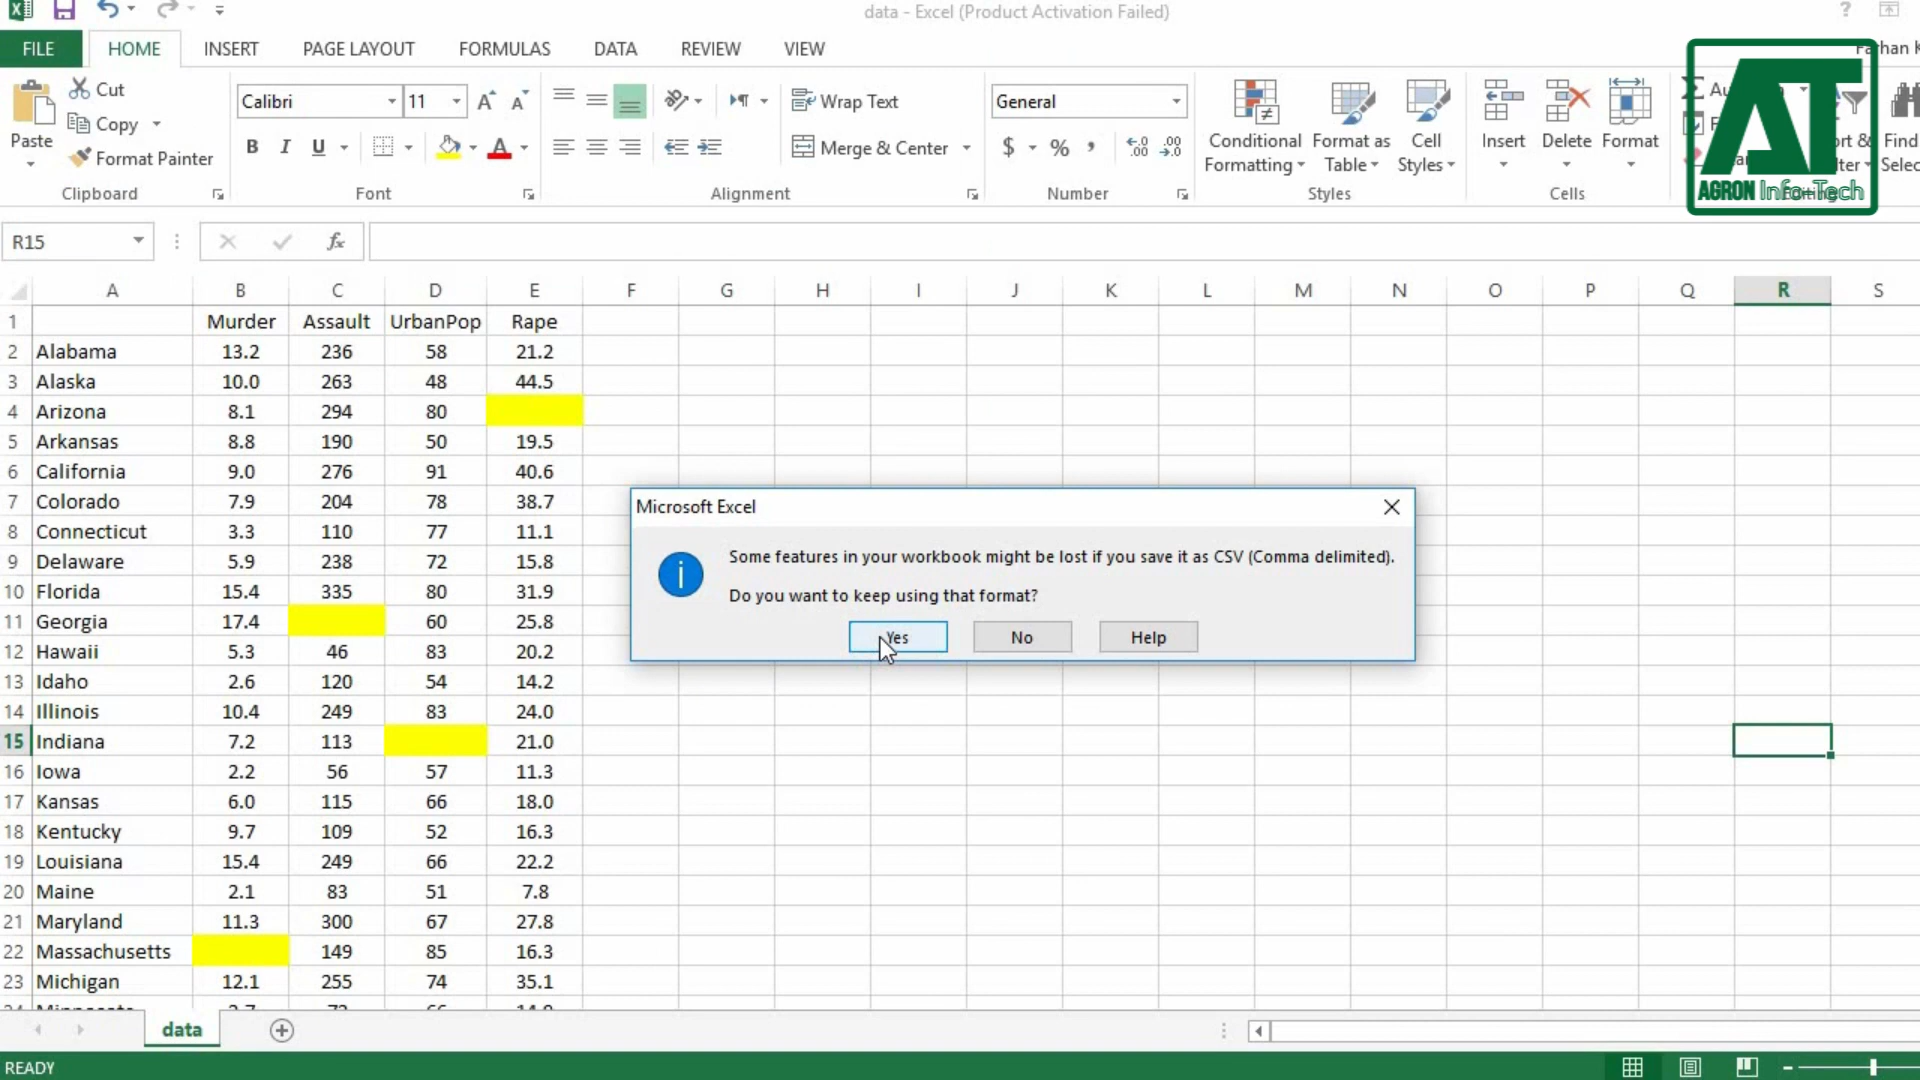 data - Excel (Product Activation Failed)
?
FILE HOME INSERT PAGE LAYOUT FORMULAS DATA REVIEW VIEW
Paste
Cut
Copy
Format Painter
Clipboard
Calibri 11
B I U
Font
Wrap Text
Merge & Center
Alignment
General
$ % ,
Number
Conditional Formatting
Format as Table
Cell Styles
Styles
Insert
Delete
Format
Cells
Find
AT
AGRON Info-Tech
R15
fx
A B C D E F G H I J K L M N O P Q R S
1 Murder Assault UrbanPop Rape
2 Alabama 13.2 236 58 21.2
3 Alaska 10.0 263 48 44.5
4 Arizona 8.1 294 80
5 Arkansas 8.8 190 50 19.5
6 California 9.0 276 91 40.6
7 Colorado 7.9 204 78 38.7
8 Connecticut 3.3 110 77 11.1
9 Delaware 5.9 238 72 15.8
10 Florida 15.4 335 80 31.9
11 Georgia 17.4 60 25.8
12 Hawaii 5.3 46 83 20.2
13 Idaho 2.6 120 54 14.2
14 Illinois 10.4 249 83 24.0
15 Indiana 7.2 113 21.0
16 Iowa 2.2 56 57 11.3
17 Kansas 6.0 115 66 18.0
18 Kentucky 9.7 109 52 16.3
19 Louisiana 15.4 249 66 22.2
20 Maine 2.1 83 51 7.8
21 Maryland 11.3 300 67 27.8
22 Massachusetts 149 85 16.3
23 Michigan 12.1 255 74 35.1
Microsoft Excel
Some features in your workbook might be lost if you save it as CSV (Comma delimited).
Do you want to keep using that format?
Yes No Help
data
READY